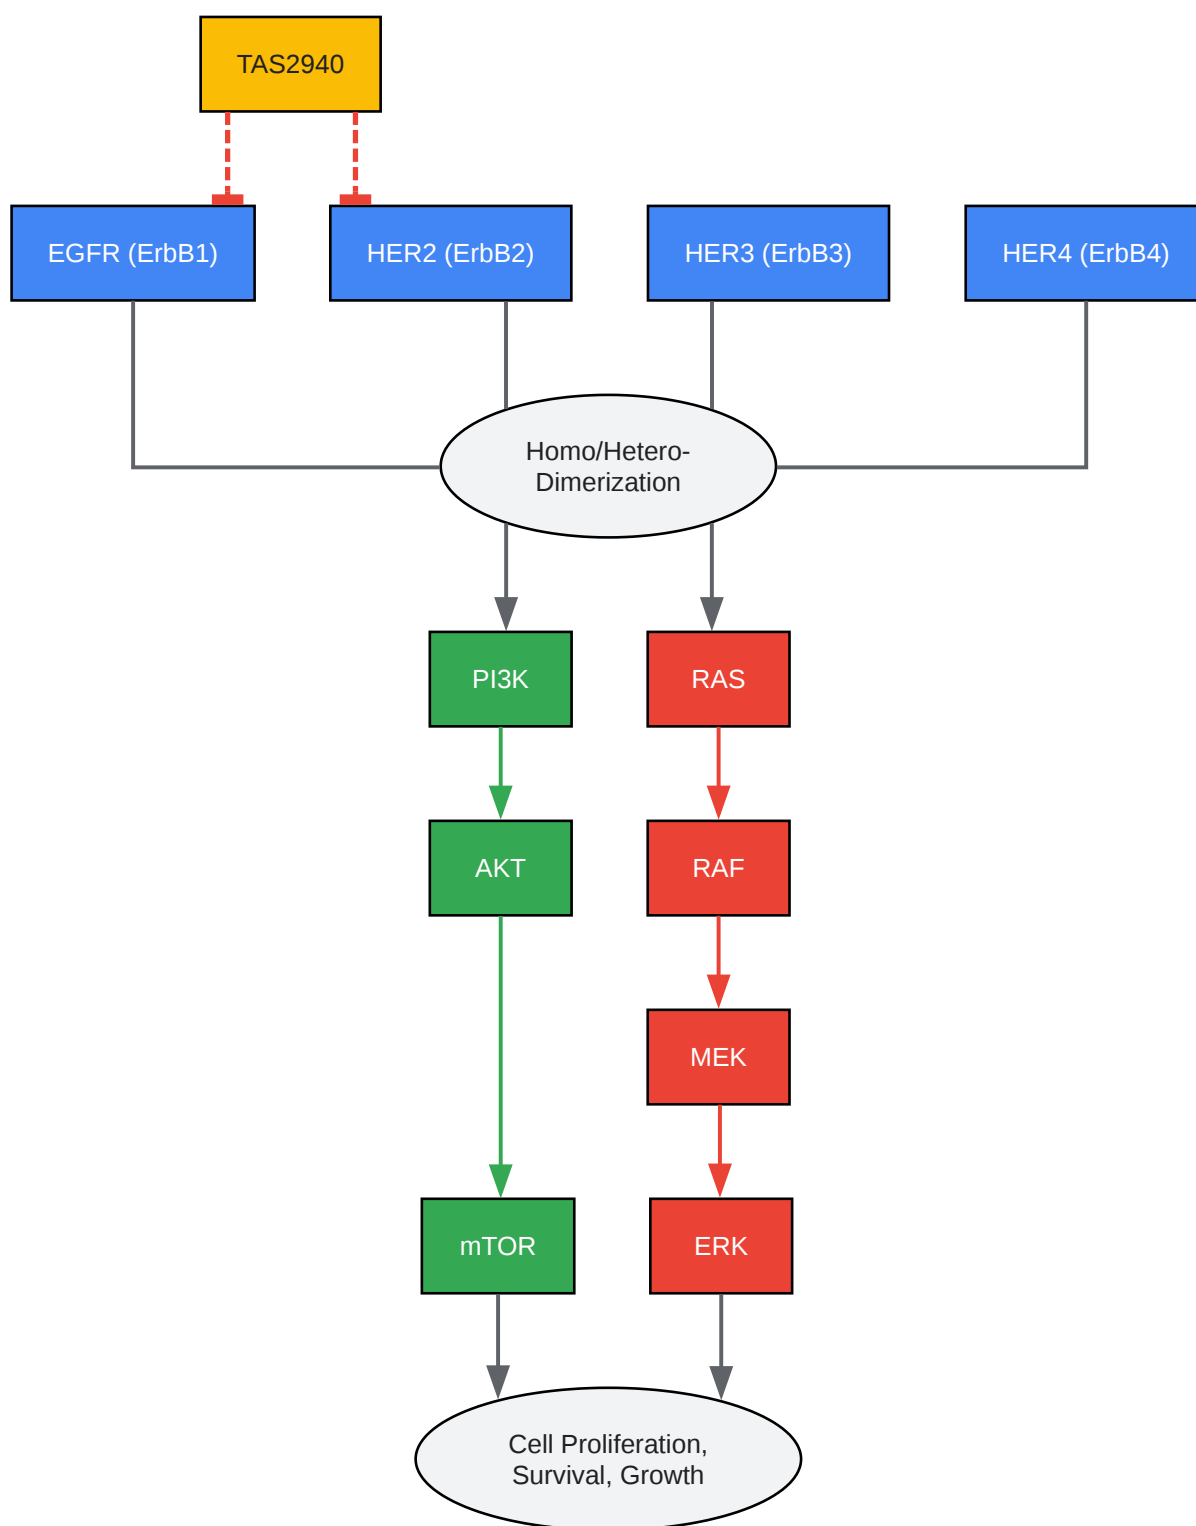 TAS2940
EGFR (ErbB1)
HER2 (ErbB2)
HER3 (ErbB3)
HER4 (ErbB4)
Homo/Hetero-
Dimerization
PI3K
RAS
AKT
RAF
MEK
mTOR
ERK
Cell Proliferation,
Survival, Growth